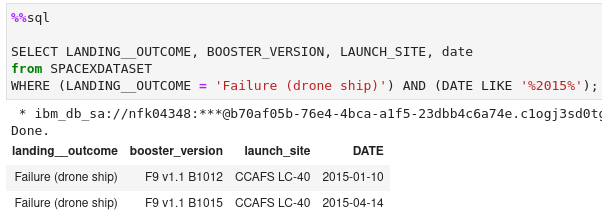 %%sql
SELECT LANDING__OUTCOME, BOOSTER_VERSION, LAUNCH_SITE, date
from SPACEXDATASET
WHERE (LANDING__OUTCOME = 'Failure (drone ship)') AND (DATE LIKE '%2015%');
* ibm_db_sa://nfk04348:***@b70af05b-76e4-4bca-a1f5-23dbb4c6a74e.c1ogj3sd0tg
Done.
landing__outcome booster_version launch_site DATE
Failure (drone ship) F9 v1.1 B1012 CCAFS LC-40 2015-01-10
Failure (drone ship) F9 v1.1 B1015 CCAFS LC-40 2015-04-14